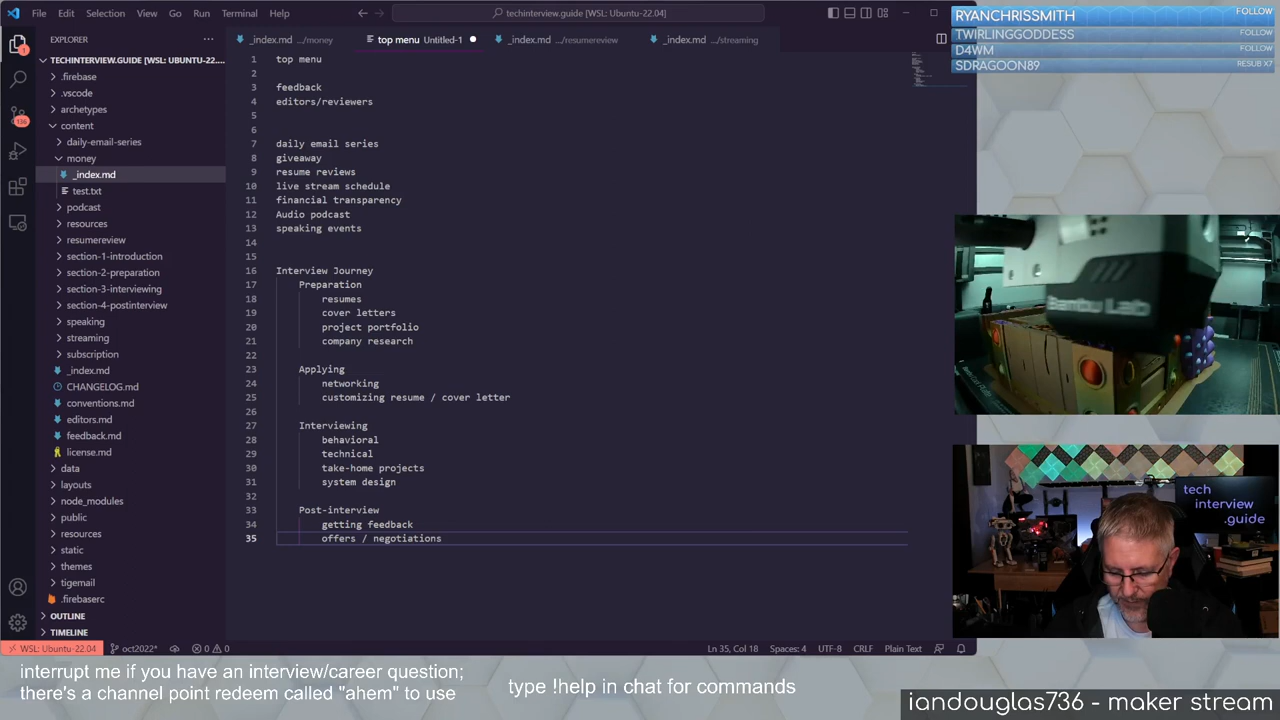 File Edit Selection View Go Run Terminal Help
techinterview.guide [WSL: Ubuntu-22.04]
EXPLORER
_index.md .../money
top menu Untitled-1
_index.md .../resumereview
_index.md .../streaming
TECHINTERVIEW.GUIDE [WSL: UBUNTU-22....
.firebase
.vscode
archetypes
content
daily-email-series
money
_index.md
test.txt
podcast
resources
resumereview
section-1-introduction
section-2-preparation
section-3-interviewing
section-4-postinterview
speaking
streaming
subscription
_index.md
CHANGELOG.md
conventions.md
editors.md
feedback.md
license.md
data
layouts
node_modules
public
resources
static
themes
tigemail
.firebaserc
OUTLINE
TIMELINE
1 top menu
2
3 feedback
4 editors/reviewers
5
6
7 daily email series
8 giveaway
9 resume reviews
10 live stream schedule
11 financial transparency
12 Audio podcast
13 speaking events
14
15
16 Interview Journey
17 Preparation
18 resumes
19 cover letters
20 project portfolio
21 company research
22
23 Applying
24 networking
25 customizing resume / cover letter
26
27 Interviewing
28 behavioral
29 technical
30 take-home projects
31 system design
32
33 Post-interview
34 getting feedback
35 offers / negotiations
WSL: Ubuntu-22.04 oct2022* 0 0
Ln 35, Col 18 Spaces: 4 UTF-8 CRLF Plain Text
RYANCHRISSMITH FOLLOW
TWIRLINGGODDESS FOLLOW
D4WM FOLLOW
SDRAGOON89 RESUB X7
Bambu Lab
tech
interview
.guide
interrupt me if you have an interview/career question;
there's a channel point redeem called "ahem" to use
type !help in chat for commands
iandouglas736 - maker stream